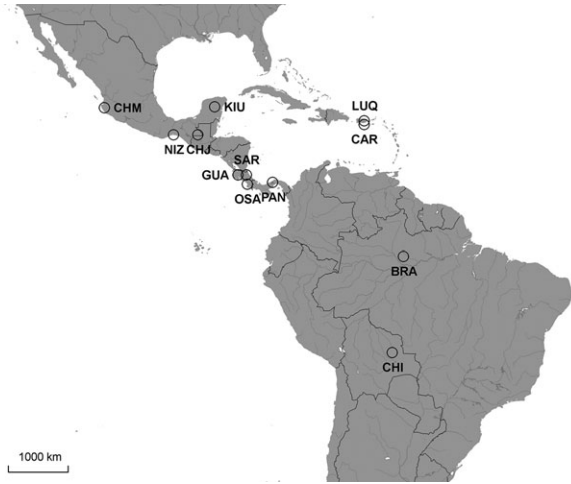 LUQ
CHM
KIU
CAR
NIZ
CHJ
SAR
GUA
OSA
PAN
BRA
CHI
1000 km